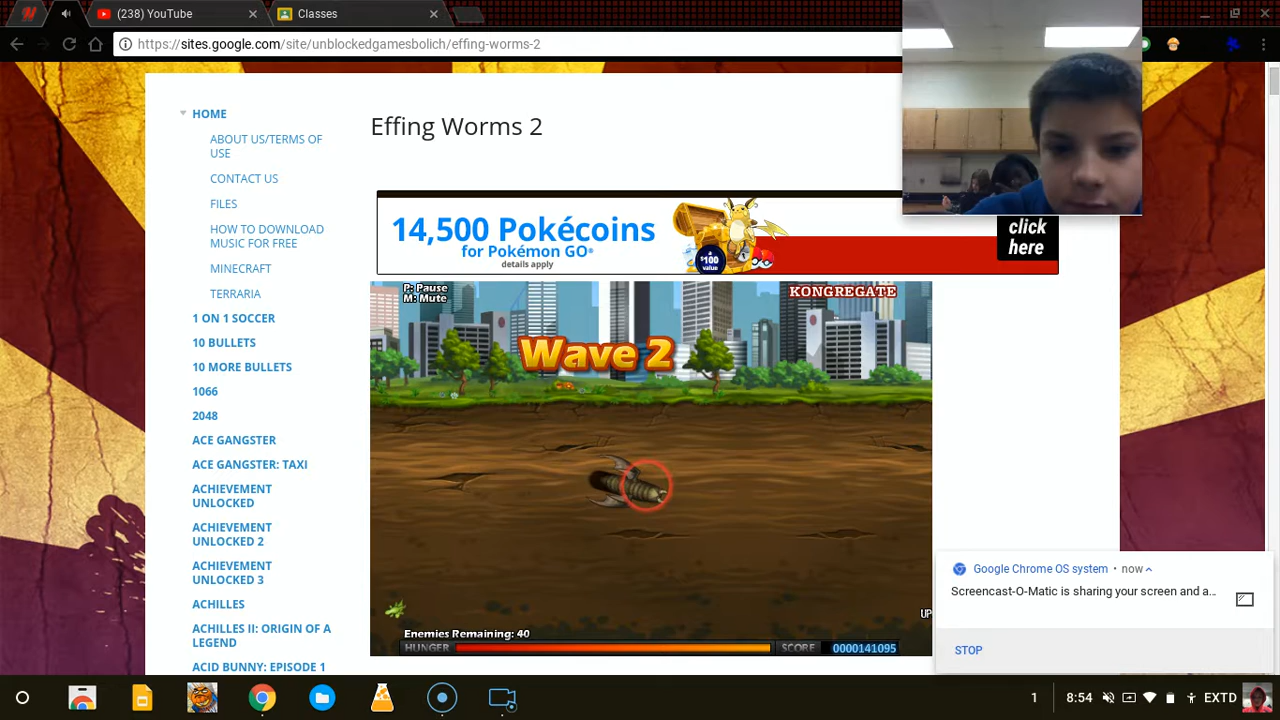 (238) YouTube
Classes
https://sites.google.com/site/unblockedgamesbolich/effing-worms-2
HOME
ABOUT US/TERMS OF
USE
CONTACT US
FILES
HOW TO DOWNLOAD
MUSIC FOR FREE
MINECRAFT
TERRARIA
1 ON 1 SOCCER
10 BULLETS
10 MORE BULLETS
1066
2048
ACE GANGSTER
ACE GANGSTER: TAXI
ACHIEVEMENT
UNLOCKED
ACHIEVEMENT
UNLOCKED 2
ACHIEVEMENT
UNLOCKED 3
ACHILLES
ACHILLES II: ORIGIN OF A
LEGEND
ACID BUNNY: EPISODE 1
Effing Worms 2
14,500 Pokécoins
for Pokémon GO®
details apply
a
$100
value
click
here
P: Pause
M: Mute
KONGREGATE
Wave 2
UP
Enemies Remaining: 40
HUNGER
SCORE
0000141095
Google Chrome OS system • now
Screencast-O-Matic is sharing your screen and a...
STOP
1
8:54
EXTD